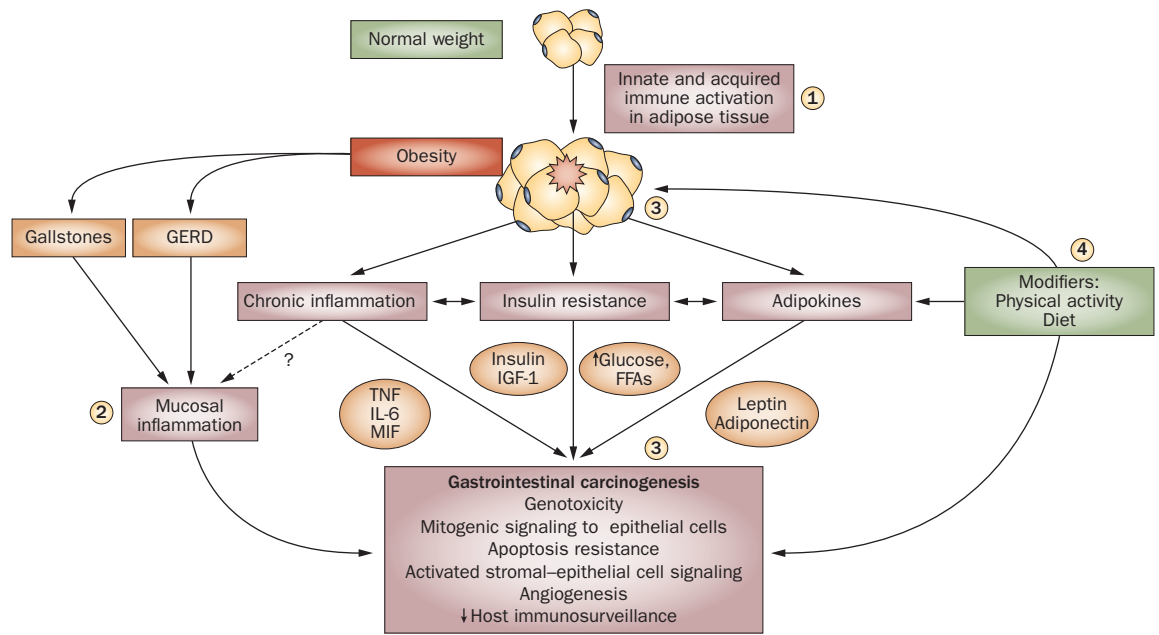 Normal weight
Innate and acquired
immune activation
in adipose tissue
1
Obesity
3
Gallstones
GERD
4
Modifiers:
Physical activity
Diet
Chronic inflammation
Insulin resistance
Adipokines
?
Insulin
IGF-1
↑Glucose,
FFAs
TNF
IL-6
MIF
Leptin
Adiponectin
2
Mucosal
inflammation
3
Gastrointestinal carcinogenesis
Genotoxicity
Mitogenic signaling to epithelial cells
Apoptosis resistance
Activated stromal–epithelial cell signaling
Angiogenesis
↓Host immunosurveillance